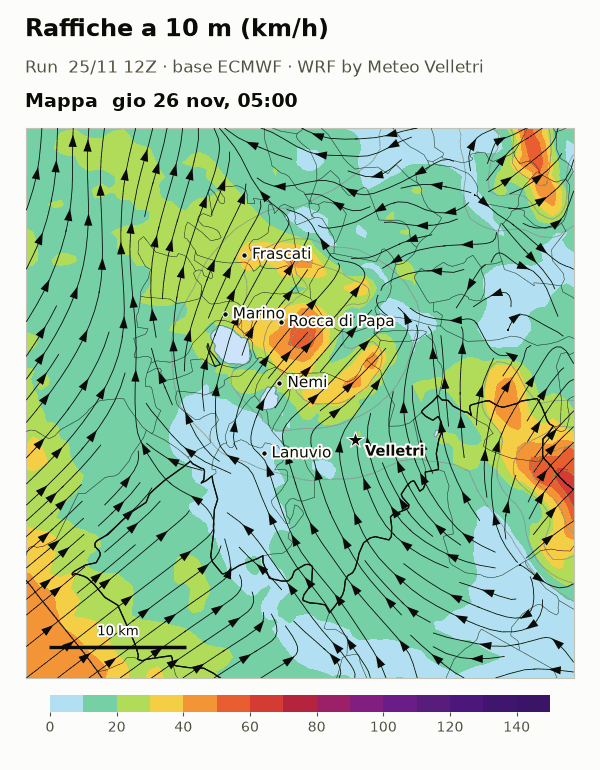 Raffiche a 10 m (km/h)
Run  25/11 12Z · base ECMWF · WRF by Meteo Velletri
Mappa  gio 26 nov, 05:00
Frascati
Marino
Rocca di Papa
Nemi
Velletri
Lanuvio
10 km
0 20 40 60 80 100 120 140